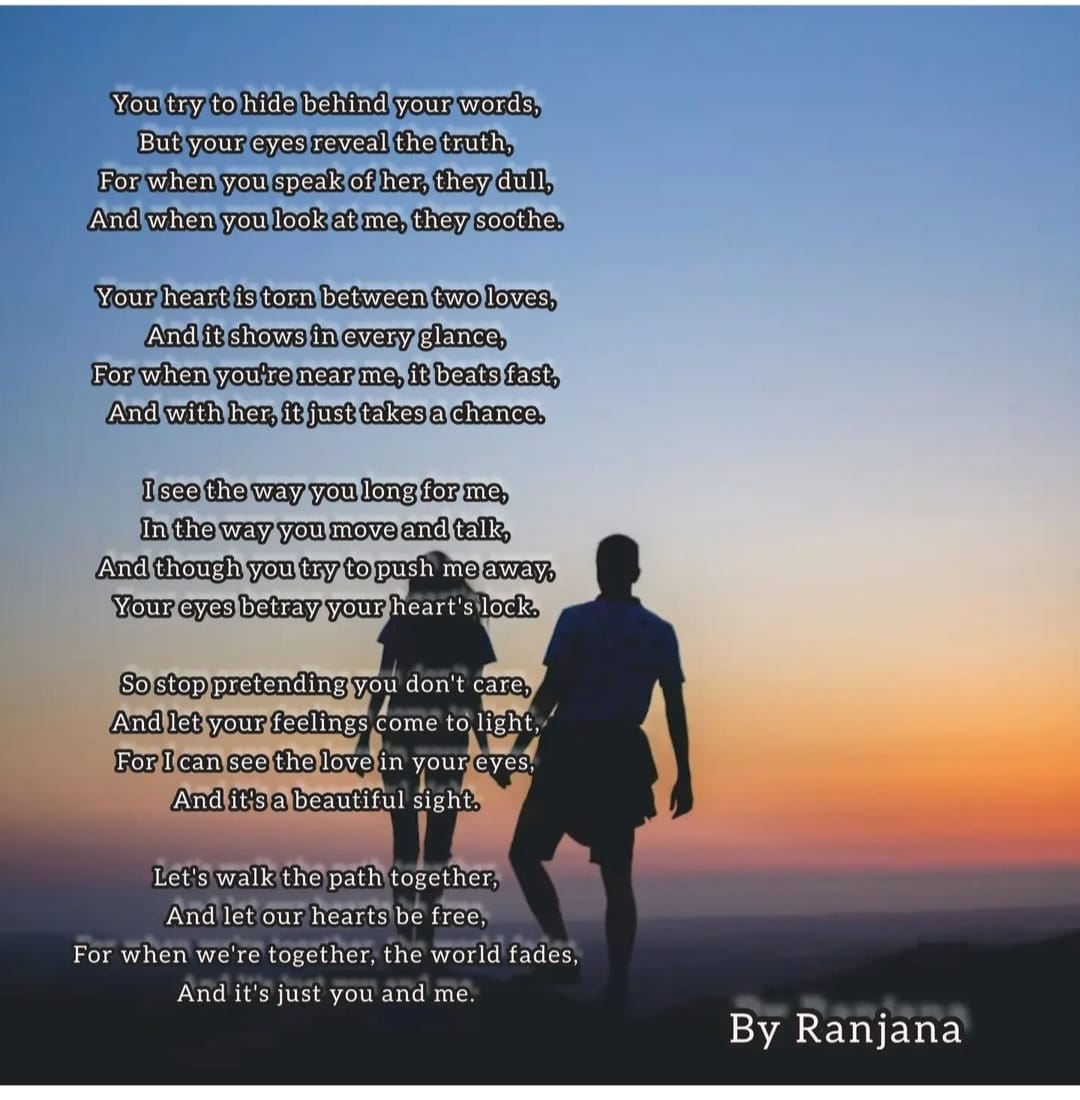 You try to hide behind your words,
But your eyes reveal the truth,
For when you speak of her, they dull,
And when you look at me, they soothe.
Your heart is torn between two loves,
And it shows in every glance,
For when you're near me, it beats fast,
And with her, it just takes a chance.
I see the way you long for me,
In the way you move and talk,
And though you try to push me away,
Your eyes betray your heart's lock.
So stop pretending you don't care,
And let your feelings come to light,
For I can see the love in your eyes,
And it's a beautiful sight.
Let's walk the path together,
And let our hearts be free,
For when we're together, the world fades,
And it's just you and me.
By Ranjana